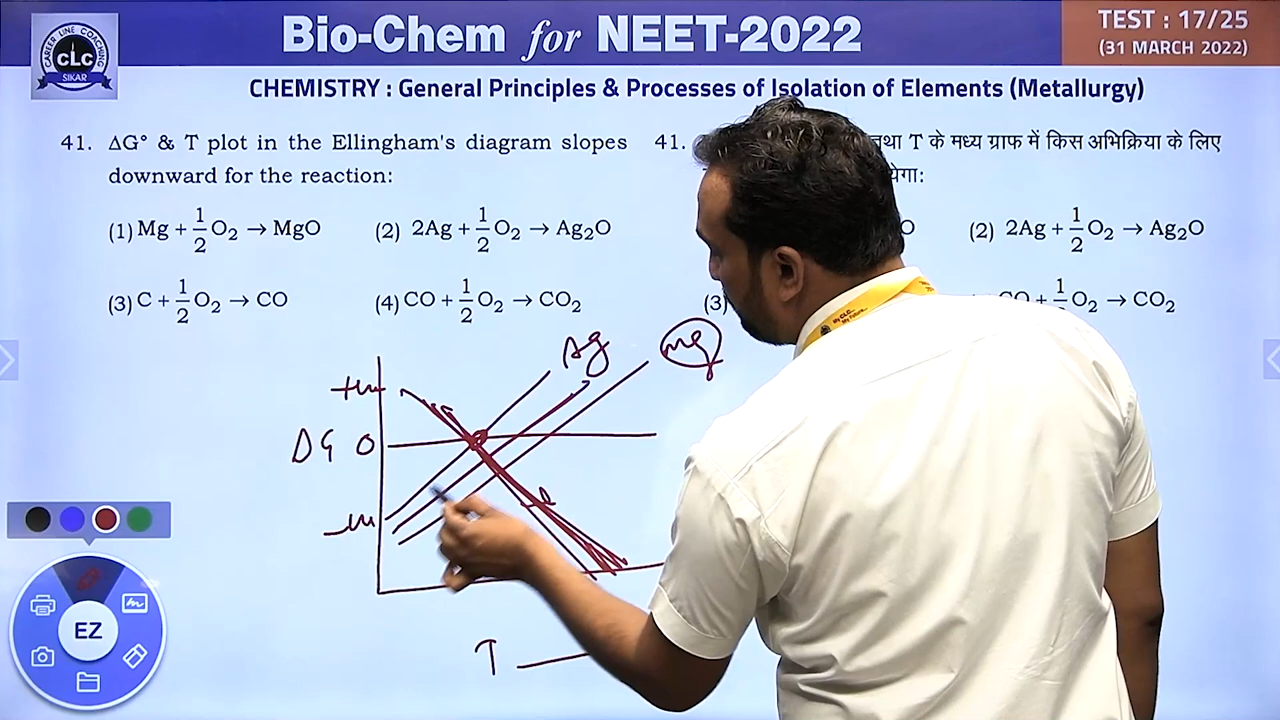 Bio-Chem for NEET-2022
TEST : 17/25
(31 MARCH 2022)
CAREER LINE COACHING
CLC
SIKAR
CHEMISTRY : General Principles & Processes of Isolation of Elements (Metallurgy)
41. ΔG° & T plot in the Ellingham's diagram slopes
downward for the reaction:
(1) Mg + 1/2 O₂ → MgO
(2) 2Ag + 1/2 O₂ → Ag₂O
(3) C + 1/2 O₂ → CO
(4) CO + 1/2 O₂ → CO₂
41. तथा T के मध्य ग्राफ में किस अभिक्रिया के लिए
येगा:
O
(2) 2Ag + 1/2 O₂ → Ag₂O
(3)
CO + 1/2 O₂ → CO₂
Ag
mg
ΔG O
T
My CLC...
My Future...
EZ